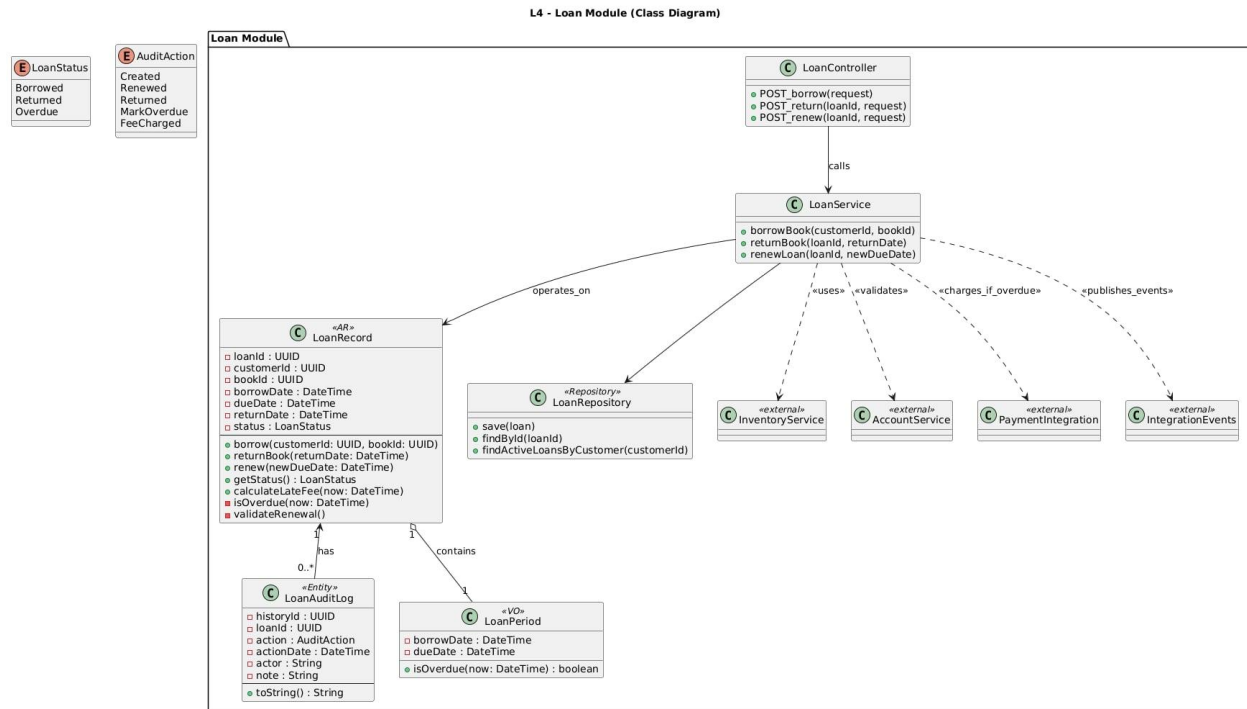 L4 - Loan Module (Class Diagram)
Loan Module
E LoanStatus
Borrowed
Returned
Overdue
E AuditAction
Created
Renewed
Returned
MarkOverdue
FeeCharged
C LoanController
POST_borrow(request)
POST_return(loanId, request)
POST_renew(loanId, request)
calls
C LoanService
borrowBook(customerId, bookId)
returnBook(loanId, returnDate)
renewLoan(loanId, newDueDate)
operates_on
«uses»
«validates»
«charges_if_overdue»
«publishes_events»
C «AR»
LoanRecord
loanId : UUID
customerId : UUID
bookId : UUID
borrowDate : DateTime
dueDate : DateTime
returnDate : DateTime
status : LoanStatus
borrow(customerId: UUID, bookId: UUID)
returnBook(returnDate: DateTime)
renew(newDueDate: DateTime)
getStatus() : LoanStatus
calculateLateFee(now: DateTime)
isOverdue(now: DateTime)
validateRenewal()
C «Repository»
LoanRepository
save(loan)
findById(loanId)
findActiveLoansByCustomer(customerId)
C «external»
InventoryService
C «external»
AccountService
C «external»
PaymentIntegration
C «external»
IntegrationEvents
1
has
0..*
1
contains
1
C «Entity»
LoanAuditLog
historyId : UUID
loanId : UUID
action : AuditAction
actionDate : DateTime
actor : String
note : String
toString() : String
C «VO»
LoanPeriod
borrowDate : DateTime
dueDate : DateTime
isOverdue(now: DateTime) : boolean